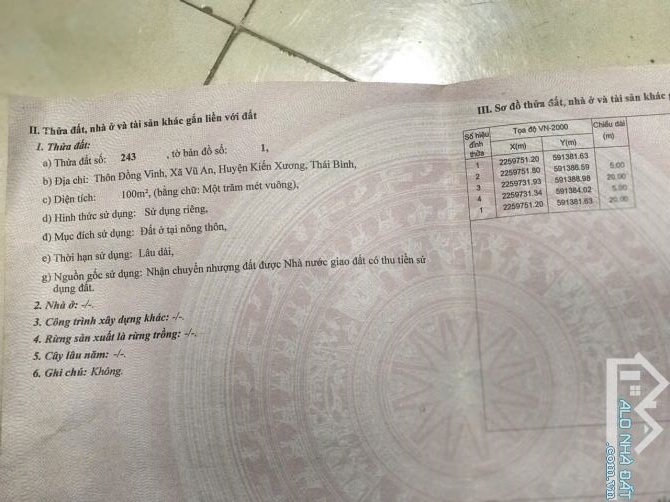 II. Thửa đất, nhà ở và tài sản khác gắn liền với đất
1. Thửa đất:
a) Thửa đất số: 243 , tờ bản đồ số: 1,
b) Địa chỉ: Thôn Đồng Vinh, Xã Vũ An, Huyện Kiến Xương, Thái Bình,
c) Diện tích: 100m², (bằng chữ: Một trăm mét vuông),
d) Hình thức sử dụng: Sử dụng riêng,
đ) Mục đích sử dụng: Đất ở tại nông thôn,
e) Thời hạn sử dụng: Lâu dài,
g) Nguồn gốc sử dụng: Nhận chuyển nhượng đất được Nhà nước giao đất có thu tiền sử
dụng đất.
2. Nhà ở: -/-.
3. Công trình xây dựng khác: -/-.
4. Rừng sản xuất là rừng trồng: -/-.
5. Cây lâu năm: -/-.
6. Ghi chú: Không.
III. Sơ đồ thửa đất, nhà ở và tài sản khác
Số hiệu đỉnh thửa Tọa độ VN-2000 Chiều dài (m)
X(m) Y(m)
1 2259751.20 591381.63
5.00
2 2259751.80 591386.59
20.00
3 2259731.93 591388.98
5.00
4 2259731.34 591384.02
20.00
1 2259751.20 591381.63
ALO NHÀ ĐẤT
.com.vn